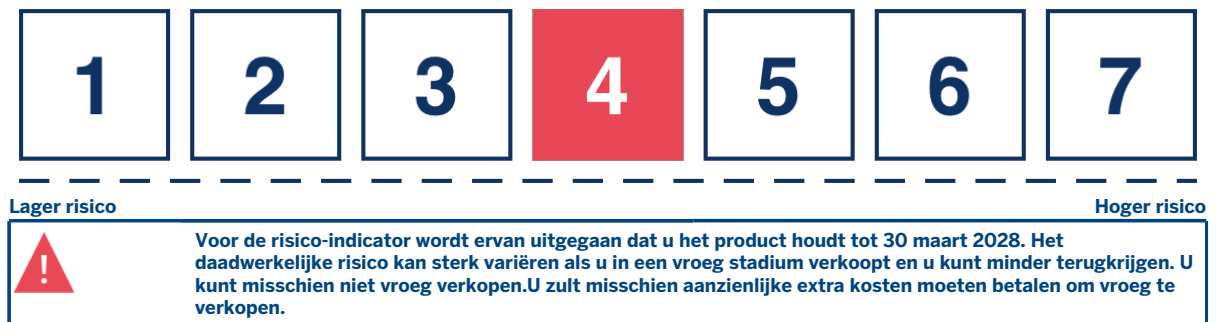 1 2 3 4 5 6 7
Lager risico Hoger risico
!
Voor de risico-indicator wordt ervan uitgegaan dat u het product houdt tot 30 maart 2028. Het
daadwerkelijke risico kan sterk variëren als u in een vroeg stadium verkoopt en u kunt minder terugkrijgen. U
kunt misschien niet vroeg verkopen.U zult misschien aanzienlijke extra kosten moeten betalen om vroeg te
verkopen.